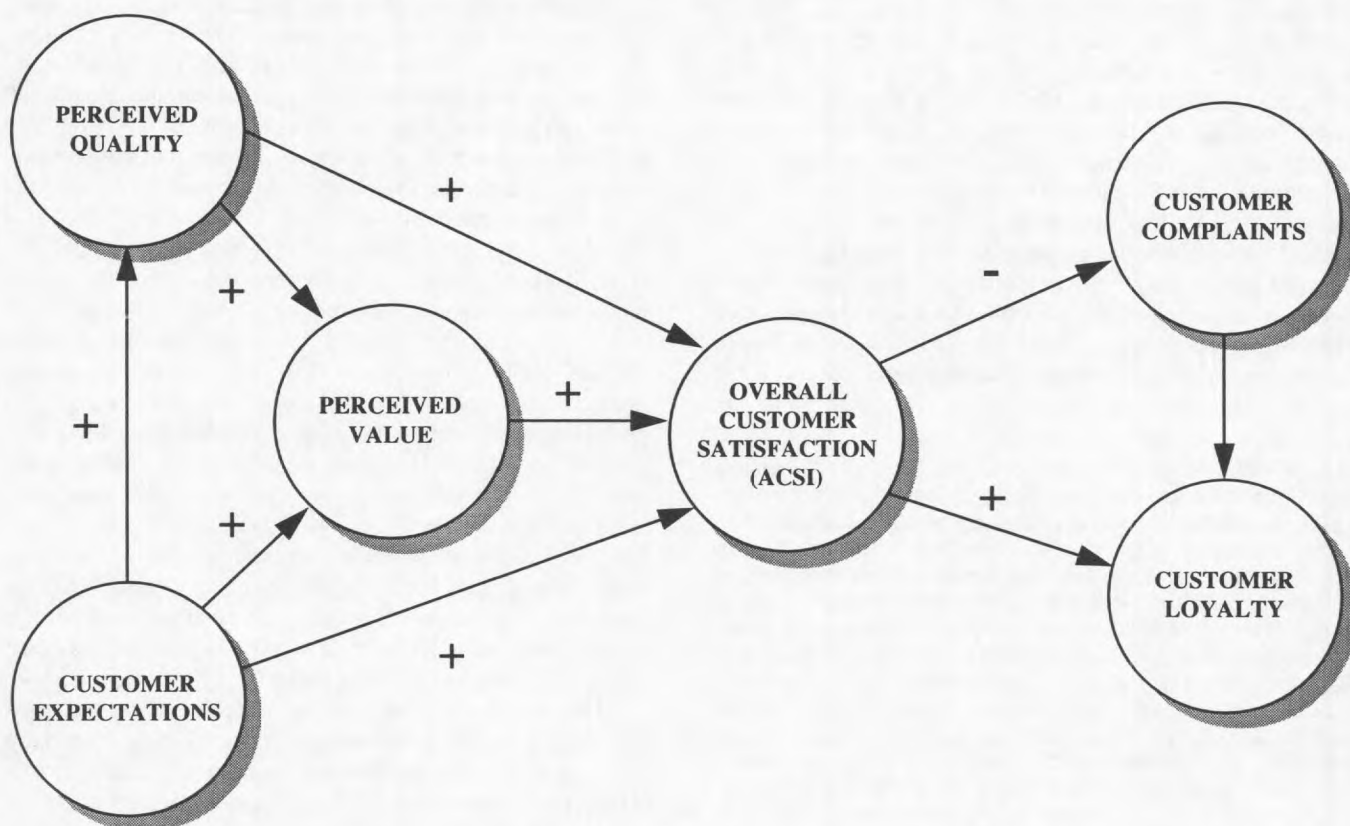 PERCEIVED
QUALITY
+
CUSTOMER
COMPLAINTS
-
+
PERCEIVED
VALUE
+
OVERALL
CUSTOMER
SATISFACTION
(ACSI)
+
+
+
CUSTOMER
LOYALTY
CUSTOMER
EXPECTATIONS
+